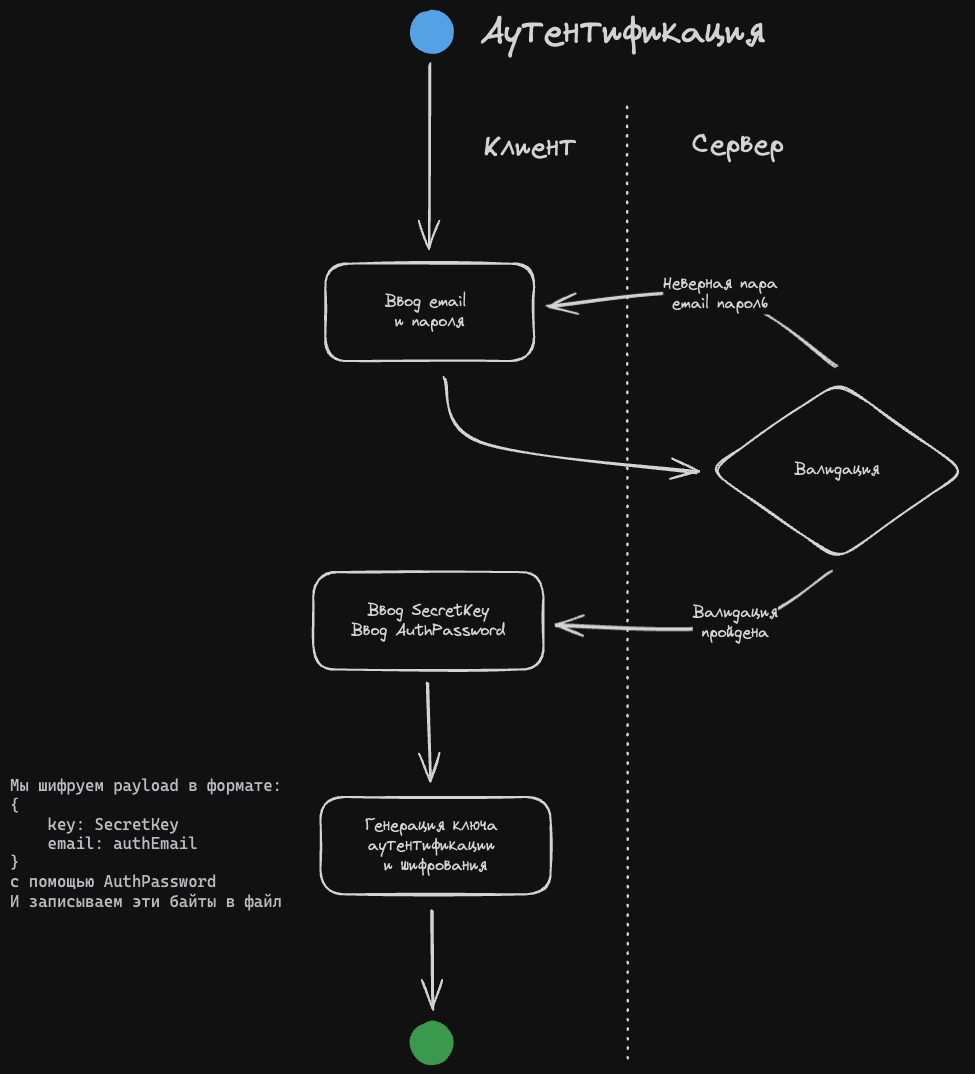 Аутентификация
Клиент
Сервер
Неверная пара
email пароль
Ввод email
и пароля
Валидация
Валидация
пройдена
Ввод SecretKey
Ввод AuthPassword
Мы шифруем payload в формате:
{
key: SecretKey
email: authEmail
}
с помощью AuthPassword
И записываем эти байты в файл
Генерация ключа
аутентификации
и шифрования